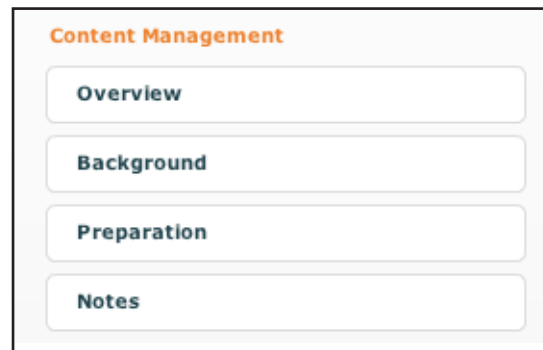 Content Management
Overview
Background
Preparation
Notes